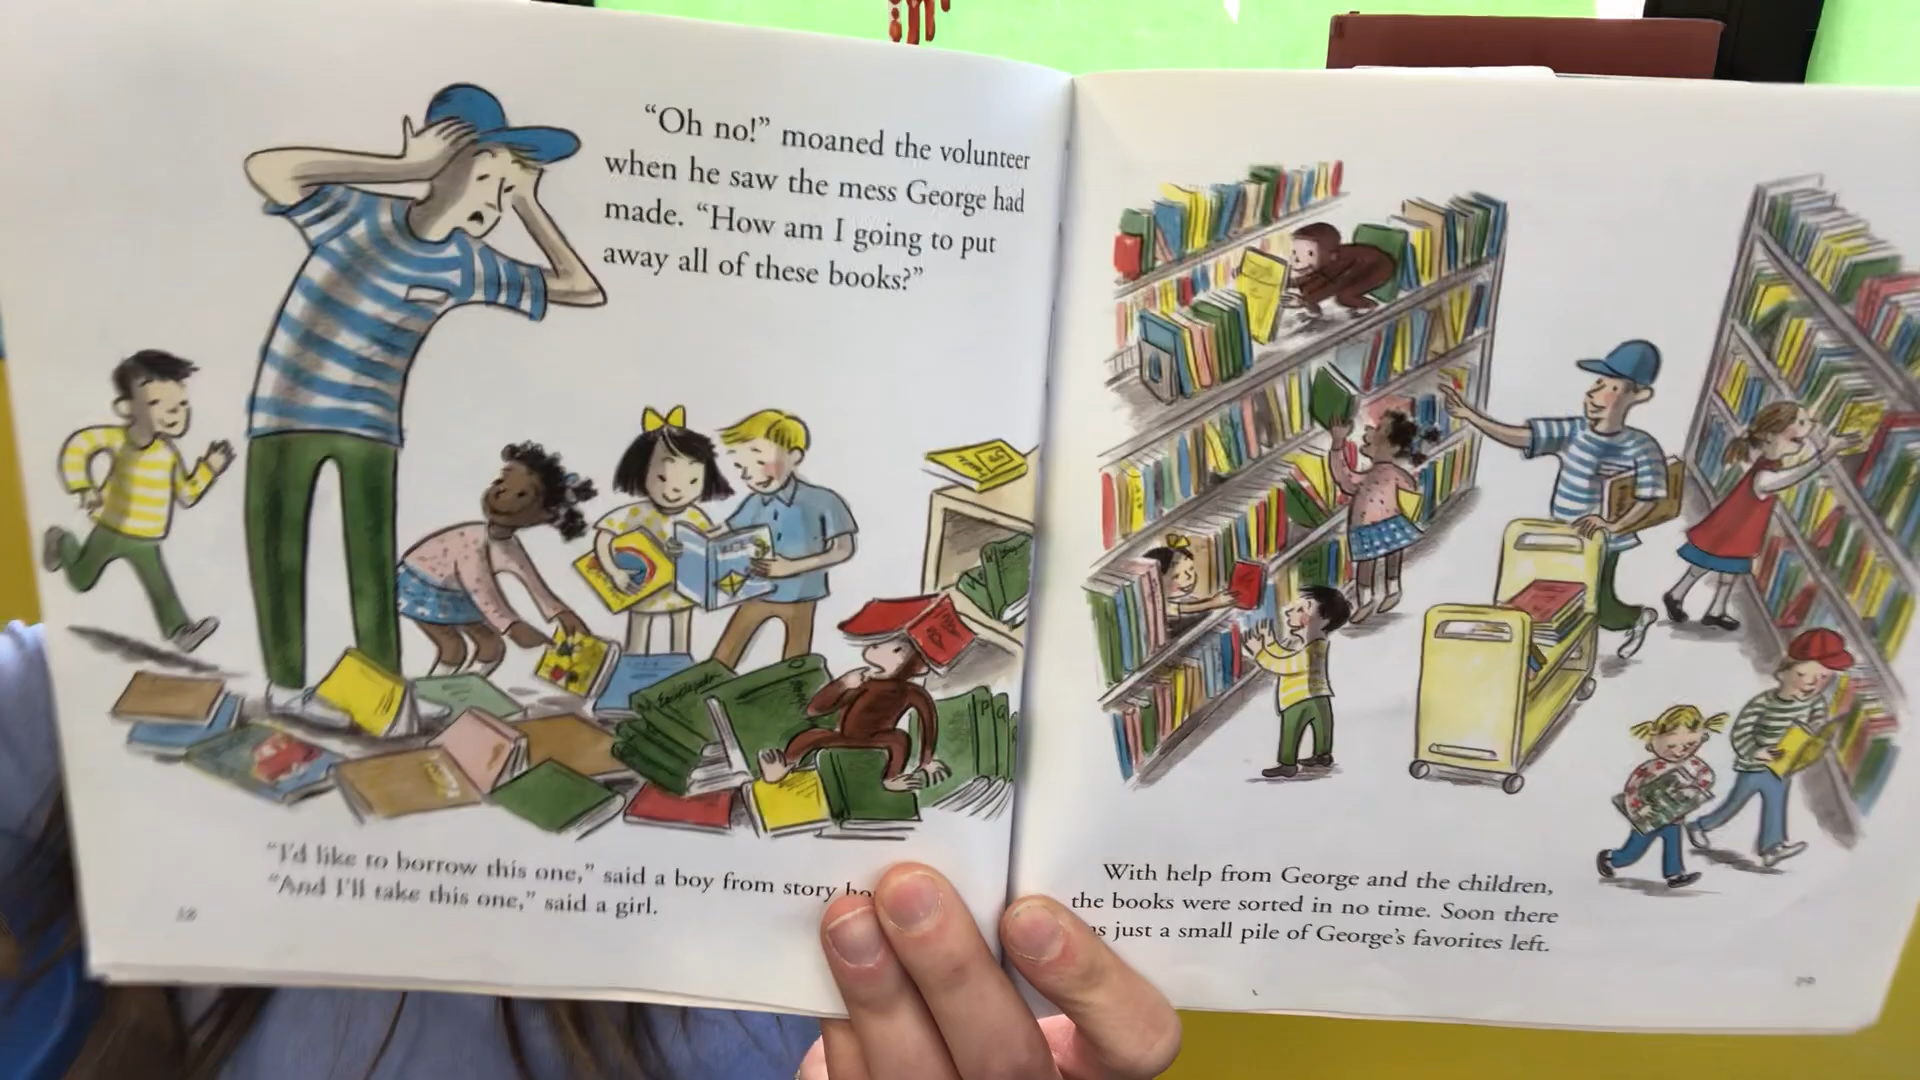 “Oh no!” moaned the volunteer
when he saw the mess George had
made. “How am I going to put
away all of these books?”
Encyclopedia
P
Q
“I’d like to borrow this one,” said a boy from story
“And I’ll take this one,” said a girl.
18
With help from George and the children,
the books were sorted in no time. Soon there
just a small pile of George’s favorites left.